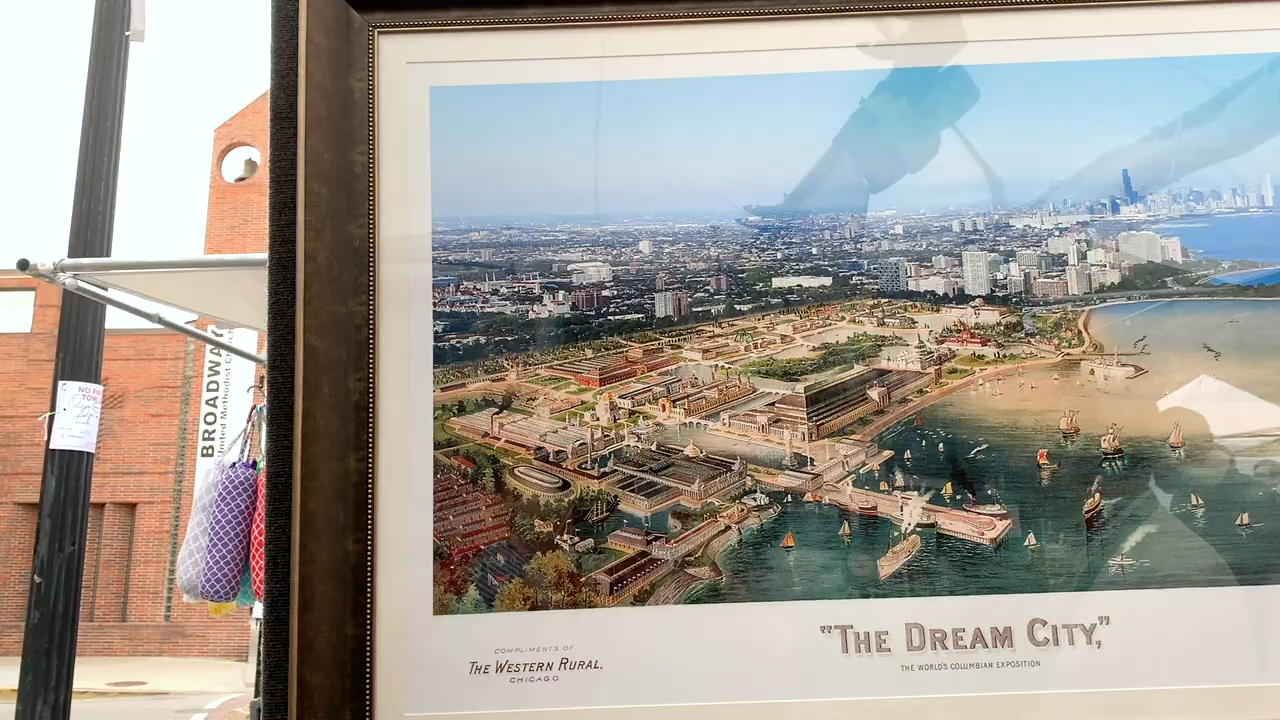 BROADWAY
United Methodist Church
NO P
TOW
COMPLIMENTS OF
THE WESTERN RURAL,
CHICAGO.
"THE DREAM CITY,"
THE WORLD'S COLUMBIAN EXPOSITION.